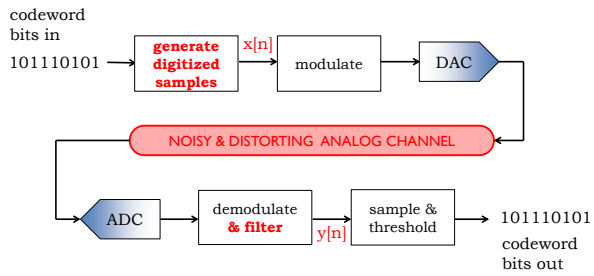 codeword
bits in
101110101
generate
digitized
samples
x[n]
modulate
DAC
NOISY & DISTORTING ANALOG CHANNEL
ADC
demodulate
& filter
y[n]
sample &
threshold
101110101
codeword
bits out